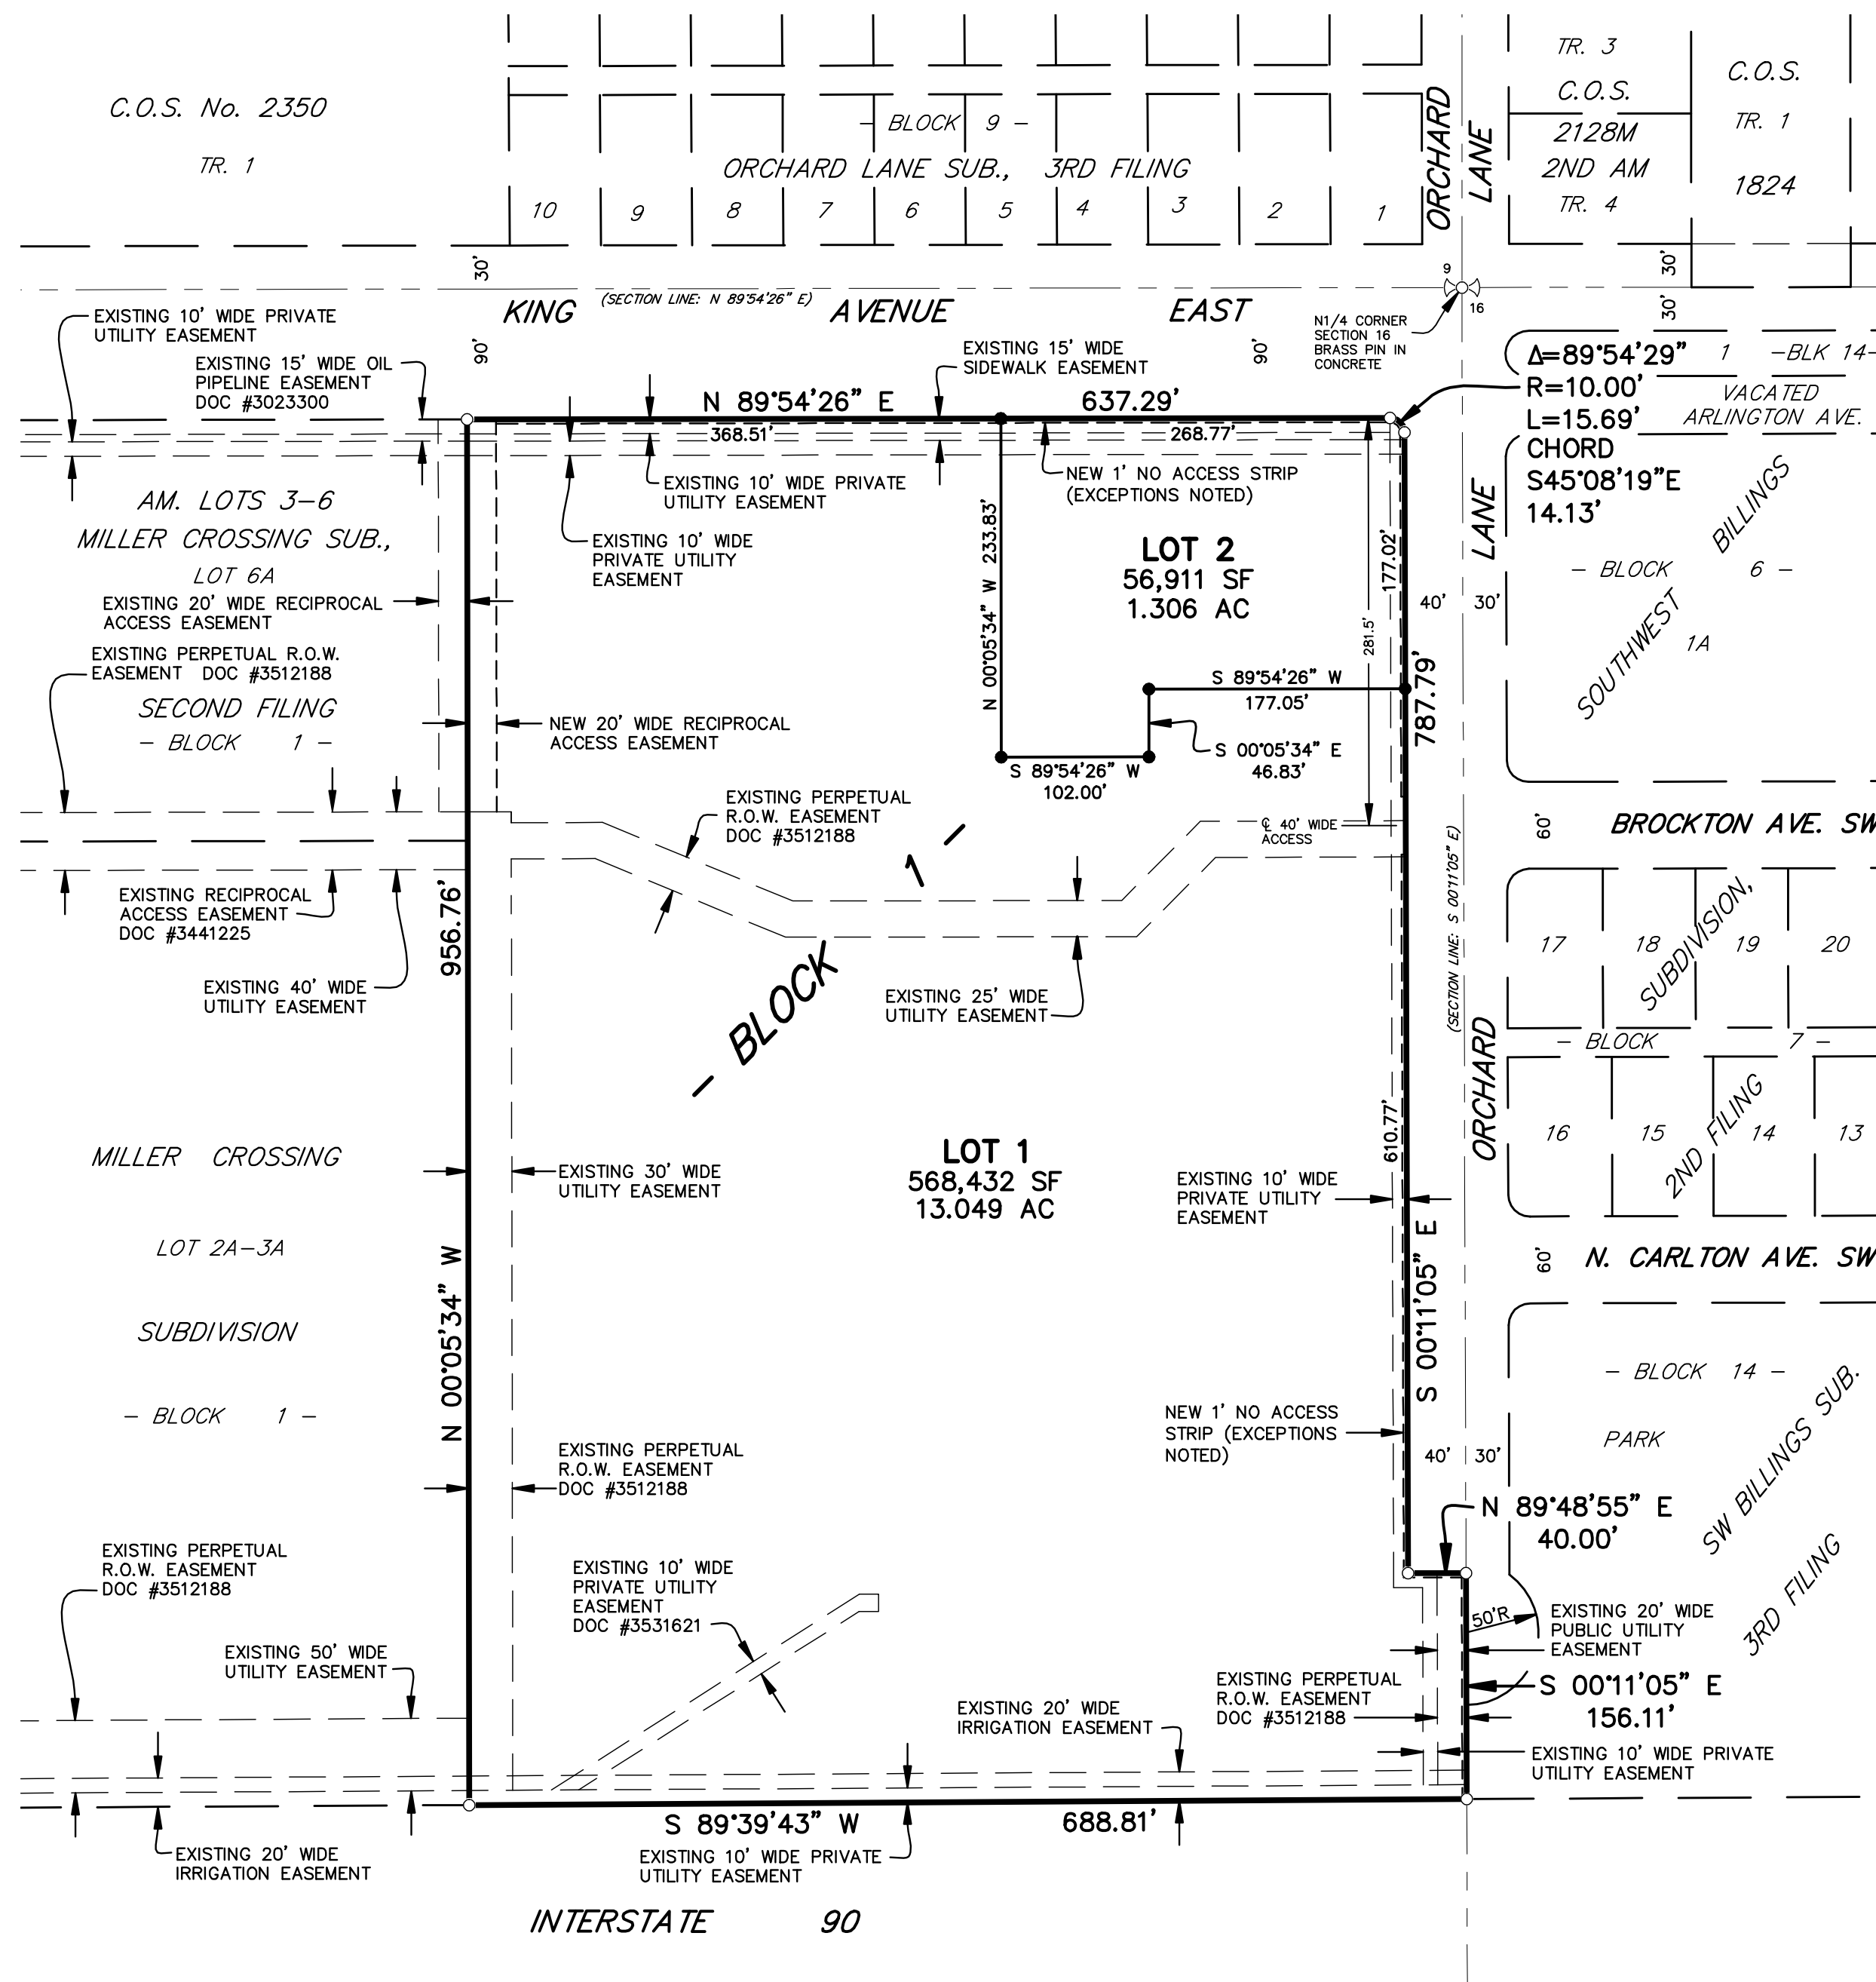 C.O.S. No. 2350
TR. 1
- BLOCK 9 -
ORCHARD LANE SUB., 3RD FILING
10 9 8 7 6 5 4 3 2 1
ORCHARD
LANE
TR. 3
C.O.S.
2128M
2ND AM
TR. 4
C.O.S.
TR. 1
1824
30'
30'
30'
9
16
KING AVENUE EAST
(SECTION LINE: N 89°54'26" E)
90'
90'
N1/4 CORNER
SECTION 16
BRASS PIN IN
CONCRETE
EXISTING 10' WIDE PRIVATE
UTILITY EASEMENT
EXISTING 15' WIDE OIL
PIPELINE EASEMENT
DOC #3023300
EXISTING 15' WIDE
SIDEWALK EASEMENT
N 89°54'26" E 637.29'
368.51'
268.77'
Δ=89°54'29"
R=10.00'
L=15.69'
CHORD
S45°08'19"E
14.13'
1 -BLK 14-
VACATED
ARLINGTON AVE.
EXISTING 10' WIDE PRIVATE
UTILITY EASEMENT
NEW 1' NO ACCESS STRIP
(EXCEPTIONS NOTED)
EXISTING 10' WIDE
PRIVATE UTILITY
EASEMENT
AM. LOTS 3-6
MILLER CROSSING SUB.,
LOT 6A
EXISTING 20' WIDE RECIPROCAL
ACCESS EASEMENT
EXISTING PERPETUAL R.O.W.
EASEMENT DOC #3512188
SECOND FILING
- BLOCK 1 -
NEW 20' WIDE RECIPROCAL
ACCESS EASEMENT
N 00°05'34" W 233.83'
LOT 2
56,911 SF
1.306 AC
177.02'
281.5'
40' 30'
LANE
787.79'
S 89°54'26" W
177.05'
S 00°05'34" E
46.83'
S 89°54'26" W
102.00'
SOUTHWEST BILLINGS
- BLOCK 6 -
1A
EXISTING PERPETUAL
R.O.W. EASEMENT
DOC #3512188
℄ 40' WIDE
ACCESS
60'
BROCKTON AVE. SW
(SECTION LINE: S 00°11'05" E)
EXISTING RECIPROCAL
ACCESS EASEMENT
DOC #3441225
EXISTING 40' WIDE
UTILITY EASEMENT
956.76'
- BLOCK 1 -
EXISTING 25' WIDE
UTILITY EASEMENT
17 18 19 20
SUBDIVISION,
- BLOCK 7 -
ORCHARD
16 15 14 13
2ND FILING
MILLER CROSSING
LOT 2A-3A
SUBDIVISION
- BLOCK 1 -
EXISTING 30' WIDE
UTILITY EASEMENT
LOT 1
568,432 SF
13.049 AC
610.77'
EXISTING 10' WIDE
PRIVATE UTILITY
EASEMENT
S 00°11'05" E
60'
N. CARLTON AVE. SW
N 00°05'34" W
- BLOCK 14 -
PARK
SW BILLINGS SUB.
3RD FILING
NEW 1' NO ACCESS
STRIP (EXCEPTIONS
NOTED)
40' 30'
EXISTING PERPETUAL
R.O.W. EASEMENT
DOC #3512188
N 89°48'55" E
40.00'
EXISTING PERPETUAL
R.O.W. EASEMENT
DOC #3512188
EXISTING 10' WIDE
PRIVATE UTILITY
EASEMENT
DOC #3531621
50'R
EXISTING 20' WIDE
PUBLIC UTILITY
EASEMENT
EXISTING 50' WIDE
UTILITY EASEMENT
EXISTING PERPETUAL
R.O.W. EASEMENT
DOC #3512188
S 00°11'05" E
156.11'
EXISTING 20' WIDE
IRRIGATION EASEMENT
EXISTING 10' WIDE PRIVATE
UTILITY EASEMENT
S 89°39'43" W 688.81'
EXISTING 10' WIDE PRIVATE
UTILITY EASEMENT
EXISTING 20' WIDE
IRRIGATION EASEMENT
INTERSTATE 90